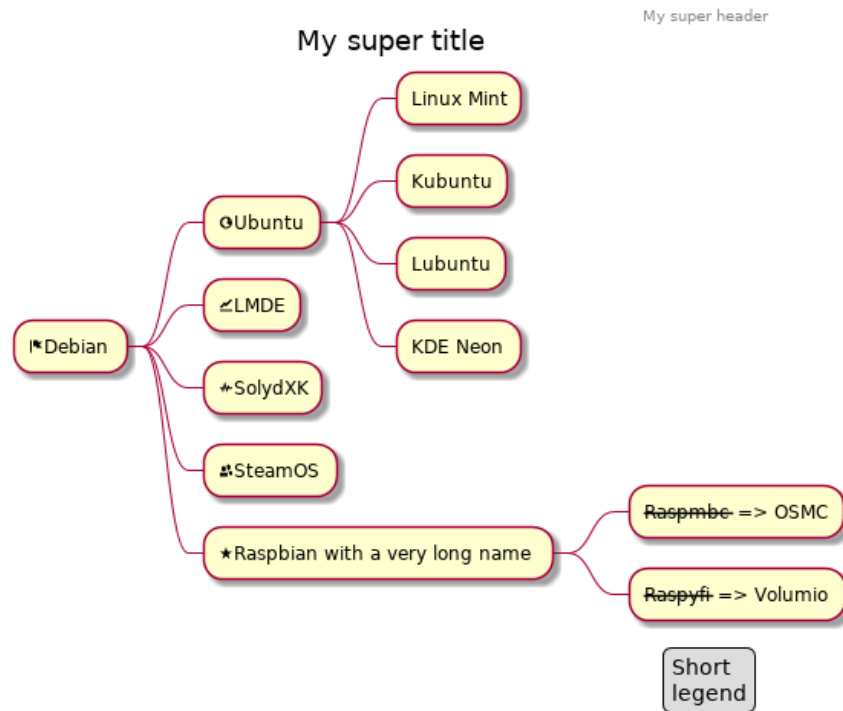 My super header
My super title
Linux Mint
Kubuntu
Ubuntu
Lubuntu
LMDE
Debian
KDE Neon
SolydXK
SteamOS
Raspmbc => OSMC
Raspbian with a very long name
Raspyfi => Volumio
Short
legend